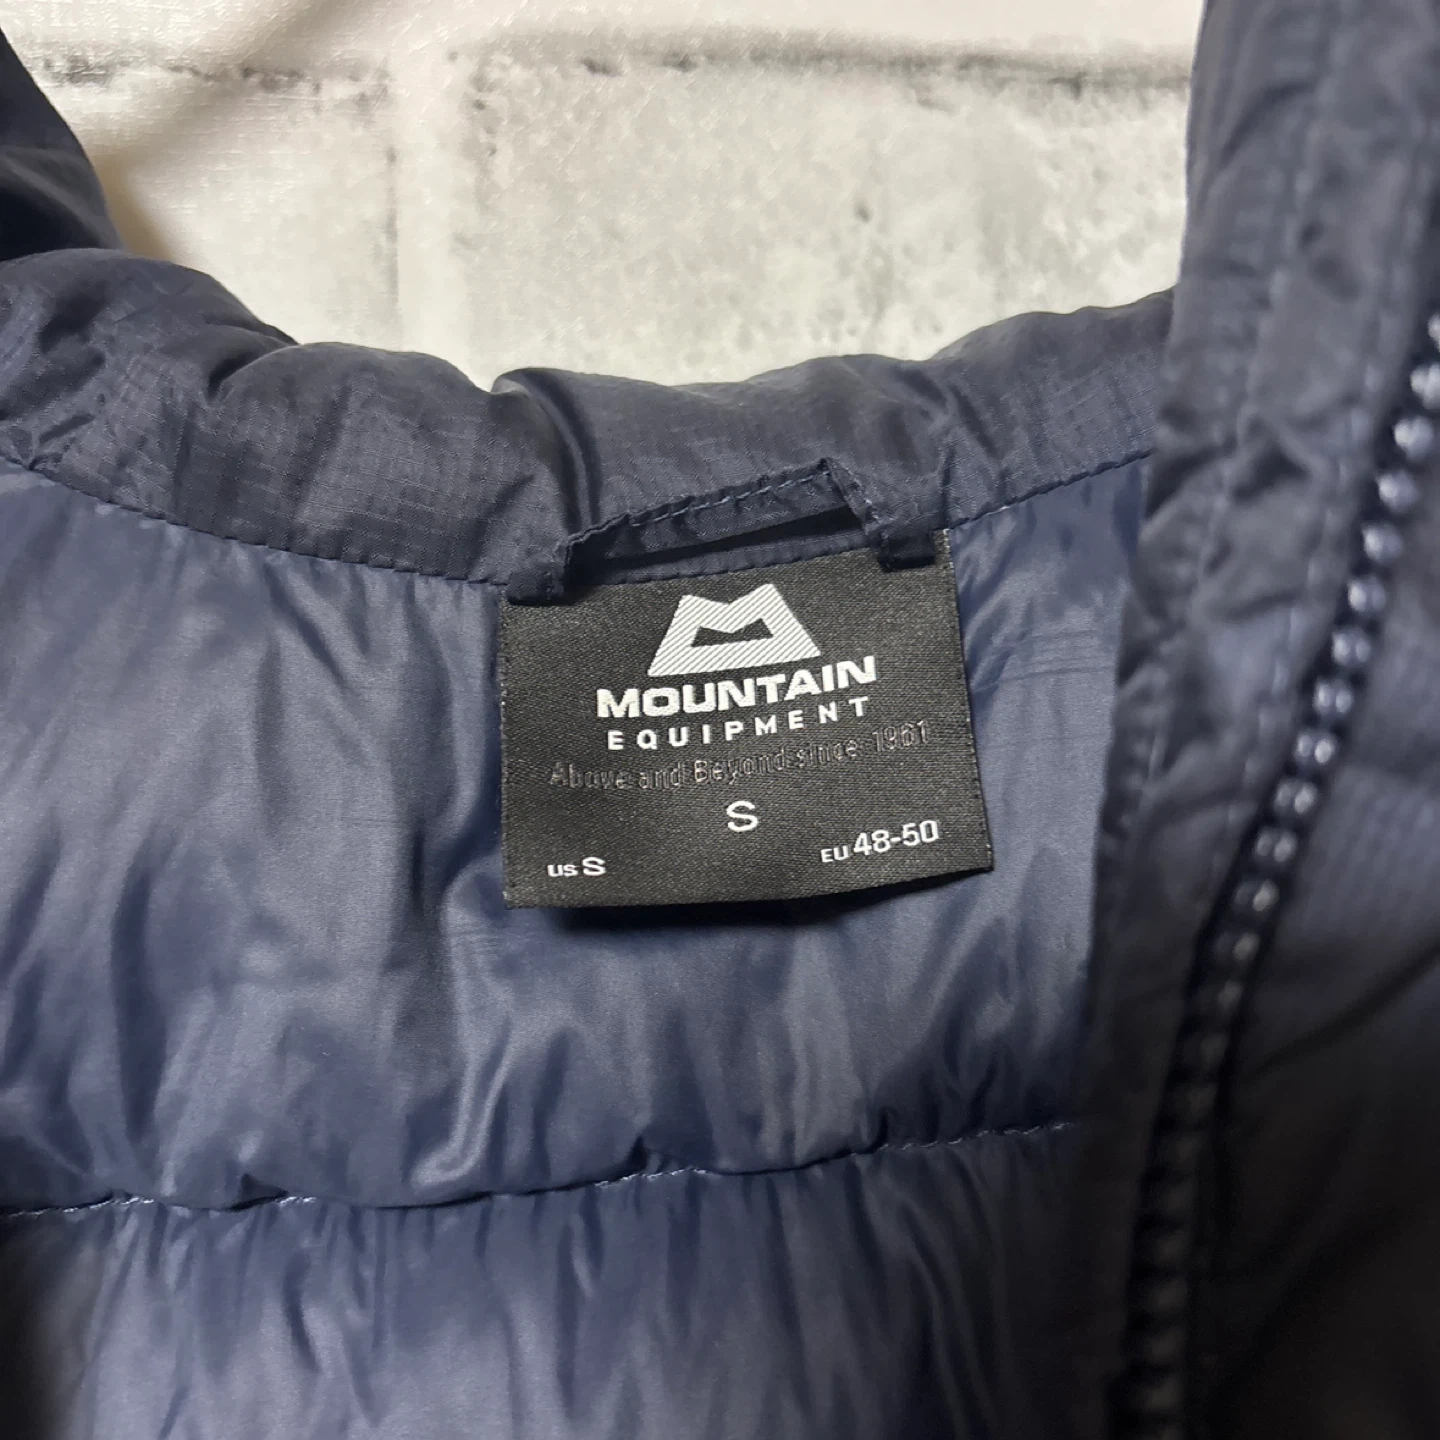 MOUNTAIN
EQUIPMENT
Above and Beyond since 1961
S
US S
EU 48-50